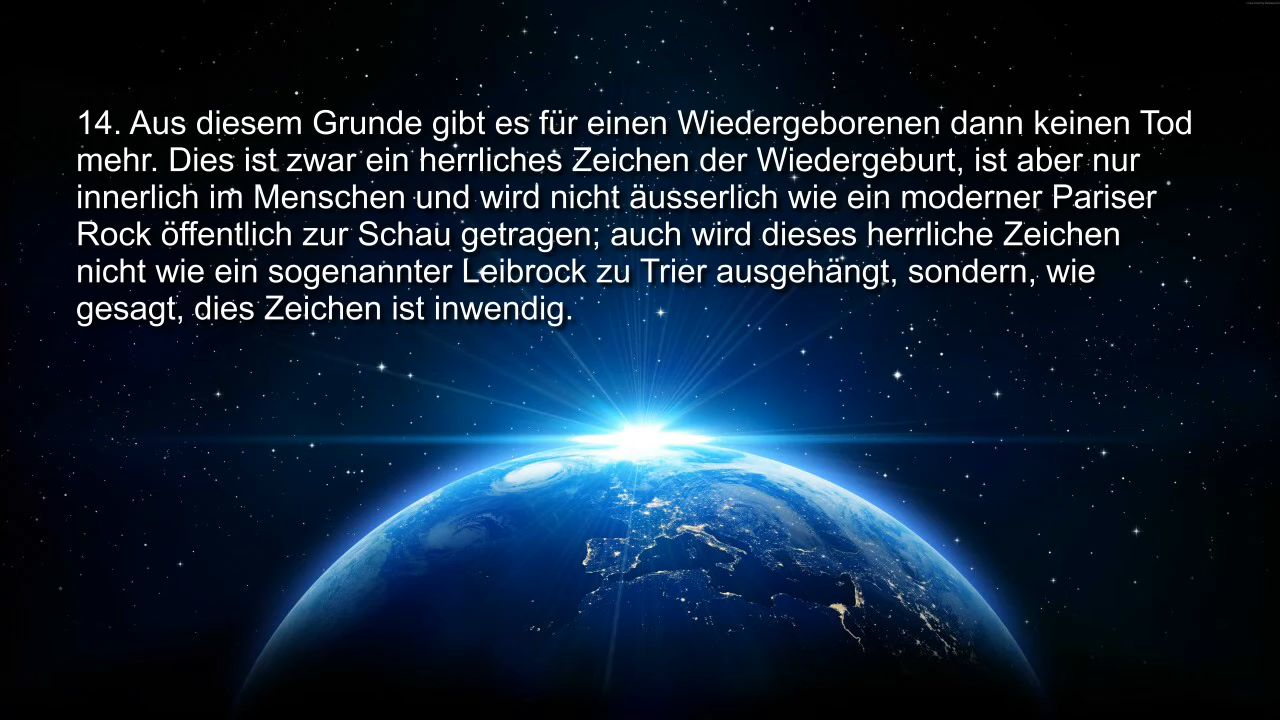 14. Aus diesem Grunde gibt es für einen Wiedergeborenen dann keinen Tod
mehr. Dies ist zwar ein herrliches Zeichen der Wiedergeburt, ist aber nur
innerlich im Menschen und wird nicht äusserlich wie ein moderner Pariser
Rock öffentlich zur Schau getragen; auch wird dieses herrliche Zeichen
nicht wie ein sogenannter Leibrock zu Trier ausgehängt, sondern, wie
gesagt, dies Zeichen ist inwendig.